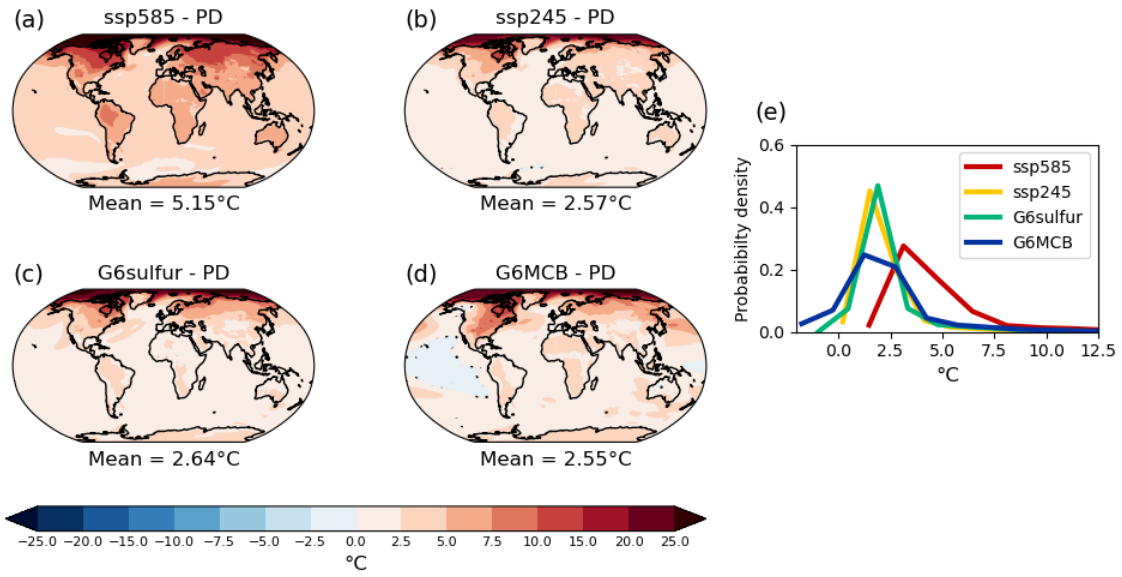 (a)
ssp585 - PD
Mean = 5.15°C
(b)
ssp245 - PD
Mean = 2.57°C
(c)
G6sulfur - PD
Mean = 2.64°C
(d)
G6MCB - PD
Mean = 2.55°C
−25.0 −20.0 −15.0 −10.0 −7.5 −5.0 −2.5 0.0 2.5 5.0 7.5 10.0 15.0 20.0 25.0
°C
(e)
Probabibilty density
0.6
0.4
0.2
0.0
ssp585
ssp245
G6sulfur
G6MCB
0.0 2.5 5.0 7.5 10.0 12.5
°C